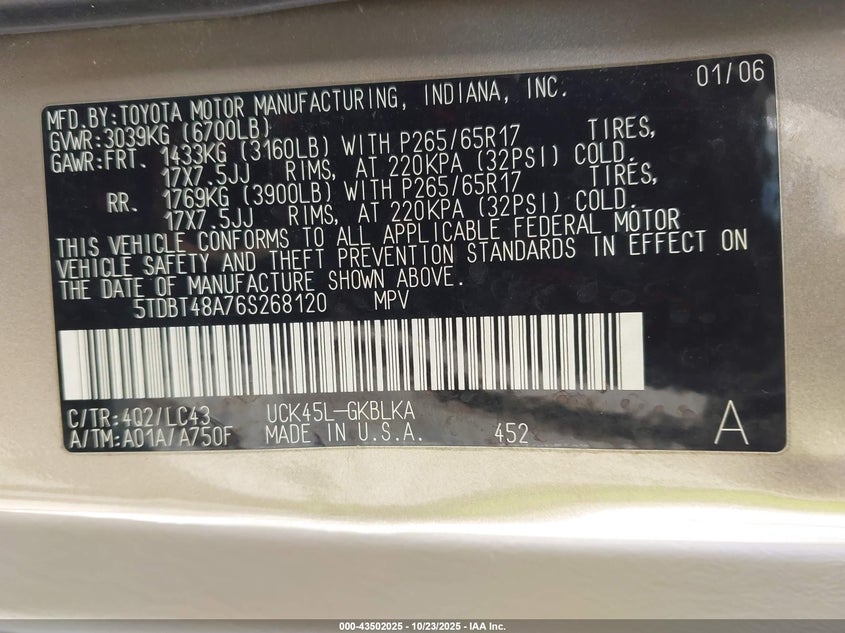 01/06
MFD.BY:TOYOTA MOTOR MANUFACTURING, INDIANA, INC.
GVWR:3039KG (6700LB)
GAWR:FRT. 1433KG (3160LB) WITH P265/65R17 TIRES,
17X7.5JJ RIMS, AT 220KPA (32PSI) COLD.
RR. 1769KG (3900LB) WITH P265/65R17 TIRES,
17X7.5JJ RIMS, AT 220KPA (32PSI) COLD.
THIS VEHICLE CONFORMS TO ALL APPLICABLE FEDERAL MOTOR
VEHICLE SAFETY AND THEFT PREVENTION STANDARDS IN EFFECT ON
THE DATE OF MANUFACTURE SHOWN ABOVE.
5TDBT48A76S268120 MPV
C/TR:4Q2/LC43 UCK45L-GKBLKA
A/TM:A01A/A750F MADE IN U.S.A. 452 A
000-43502025 - 10/23/2025 - IAA Inc.